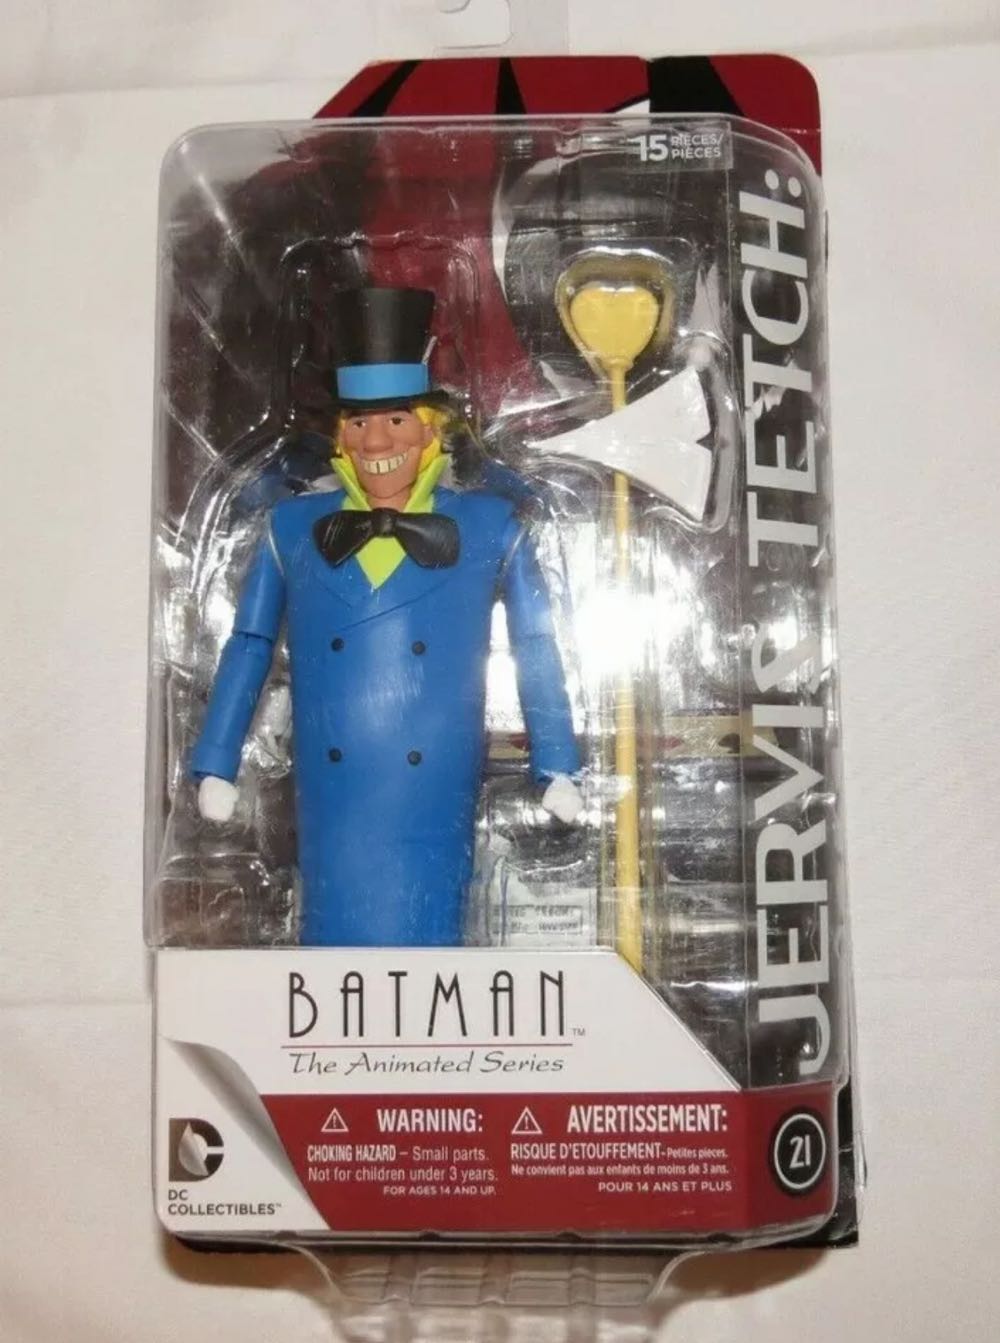 15 PIECES/
PIÈCES
JERVIS TETCH:
BATMAN™
The Animated Series
WARNING:
CHOKING HAZARD – Small parts.
Not for children under 3 years.
FOR AGES 14 AND UP.
AVERTISSEMENT:
RISQUE D'ETOUFFEMENT-Petites pieces.
Ne convient pas aux enfants de moins de 3 ans.
POUR 14 ANS ET PLUS
21
DC
COLLECTIBLES™